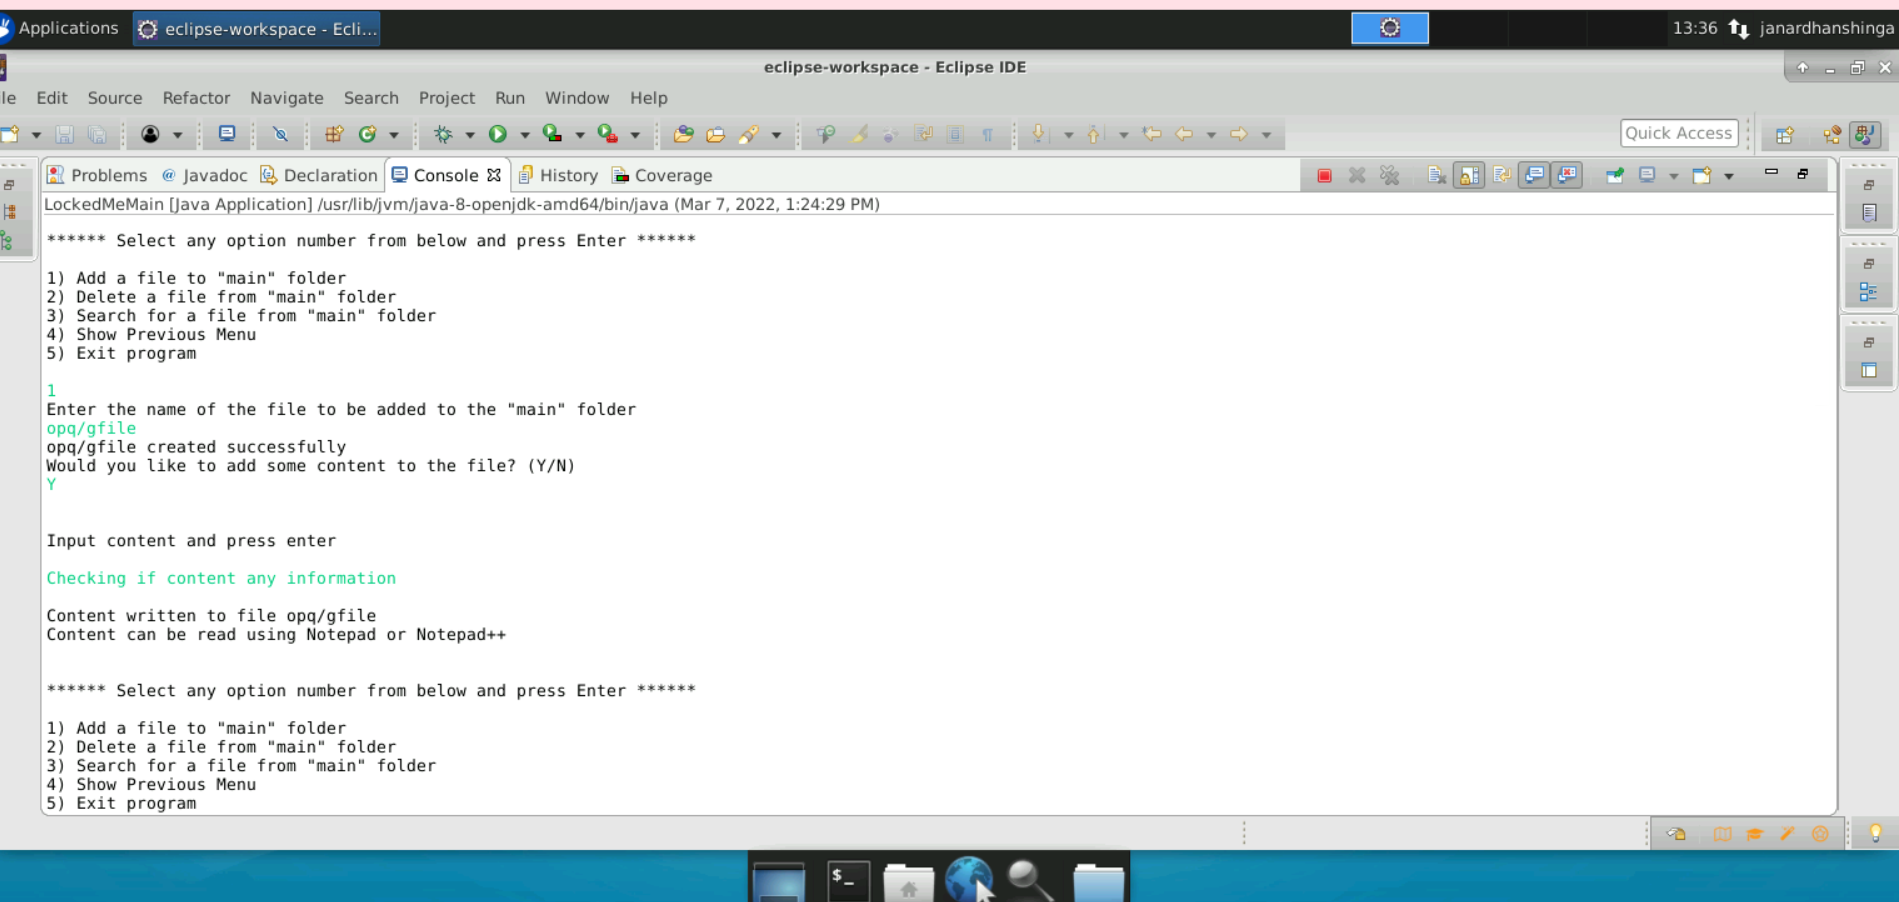 Applications eclipse-workspace - Ecli... 13:36 janardhanshinga
eclipse-workspace - Eclipse IDE
le Edit Source Refactor Navigate Search Project Run Window Help
Quick Access
Problems @ Javadoc Declaration Console History Coverage
LockedMeMain [Java Application] /usr/lib/jvm/java-8-openjdk-amd64/bin/java (Mar 7, 2022, 1:24:29 PM)
****** Select any option number from below and press Enter ******
1) Add a file to "main" folder
2) Delete a file from "main" folder
3) Search for a file from "main" folder
4) Show Previous Menu
5) Exit program
1
Enter the name of the file to be added to the "main" folder
opq/gfile
opq/gfile created successfully
Would you like to add some content to the file? (Y/N)
Y
Input content and press enter
Checking if content any information
Content written to file opq/gfile
Content can be read using Notepad or Notepad++
****** Select any option number from below and press Enter ******
1) Add a file to "main" folder
2) Delete a file from "main" folder
3) Search for a file from "main" folder
4) Show Previous Menu
5) Exit program
$_